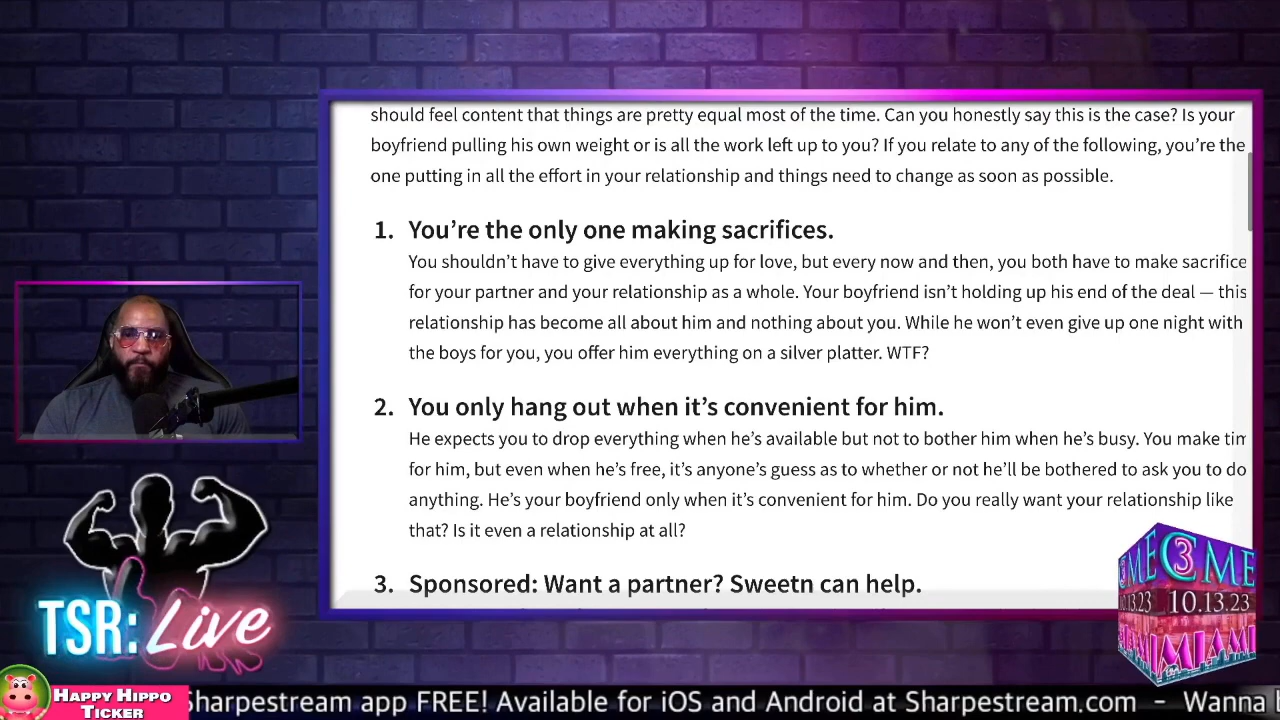 should feel content that things are pretty equal most of the time. Can you honestly say this is the case? Is your
boyfriend pulling his own weight or is all the work left up to you? If you relate to any of the following, you’re the
one putting in all the effort in your relationship and things need to change as soon as possible.
1. You’re the only one making sacrifices.
You shouldn’t have to give everything up for love, but every now and then, you both have to make sacrifice
for your partner and your relationship as a whole. Your boyfriend isn’t holding up his end of the deal — this
relationship has become all about him and nothing about you. While he won’t even give up one night with
the boys for you, you offer him everything on a silver platter. WTF?
2. You only hang out when it’s convenient for him.
He expects you to drop everything when he’s available but not to bother him when he’s busy. You make tim
for him, but even when he’s free, it’s anyone’s guess as to whether or not he’ll be bothered to ask you to do
anything. He’s your boyfriend only when it’s convenient for him. Do you really want your relationship like
that? Is it even a relationship at all?
3. Sponsored: Want a partner? Sweetn can help.
TSR: Live
10.13.23
MIAMI
HAPPY HIPPO
TICKER
Sharpestream app FREE! Available for iOS and Android at Sharpestream.com - Wanna